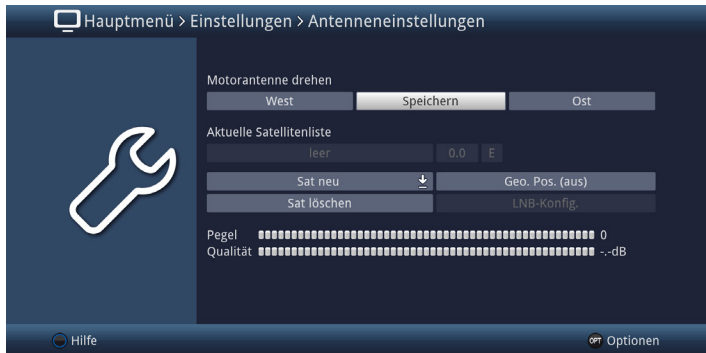 Hauptmenü > Einstellungen > Antenneneinstellungen
Motorantenne drehen
West Speichern Ost
Aktuelle Satellitenliste
leer 0.0 E
Sat neu Geo. Pos. (aus)
Sat löschen LNB-Konfig.
Pegel 0
Qualität -.-dB
Hilfe OPT Optionen